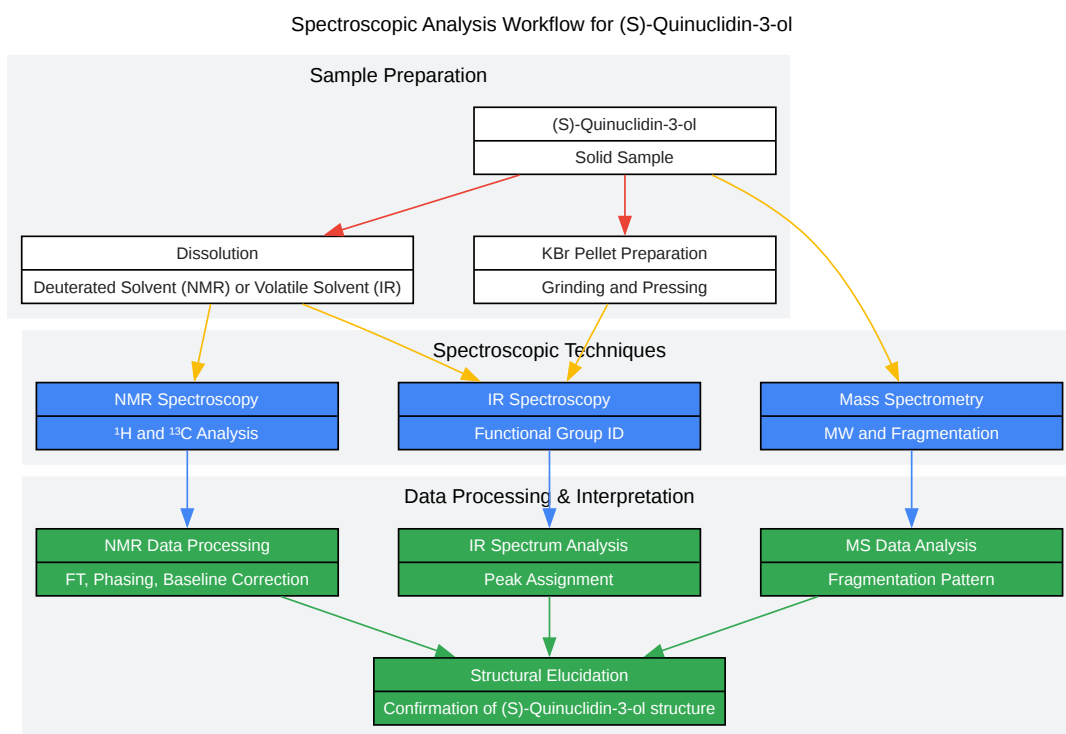 Spectroscopic Analysis Workflow for (S)-Quinuclidin-3-ol
Sample Preparation
(S)-Quinuclidin-3-ol
Solid Sample
Dissolution
Deuterated Solvent (NMR) or Volatile Solvent (IR)
KBr Pellet Preparation
Grinding and Pressing
Spectroscopic Techniques
NMR Spectroscopy
¹H and ¹³C Analysis
IR Spectroscopy
Functional Group ID
Mass Spectrometry
MW and Fragmentation
Data Processing & Interpretation
NMR Data Processing
FT, Phasing, Baseline Correction
IR Spectrum Analysis
Peak Assignment
MS Data Analysis
Fragmentation Pattern
Structural Elucidation
Confirmation of (S)-Quinuclidin-3-ol structure